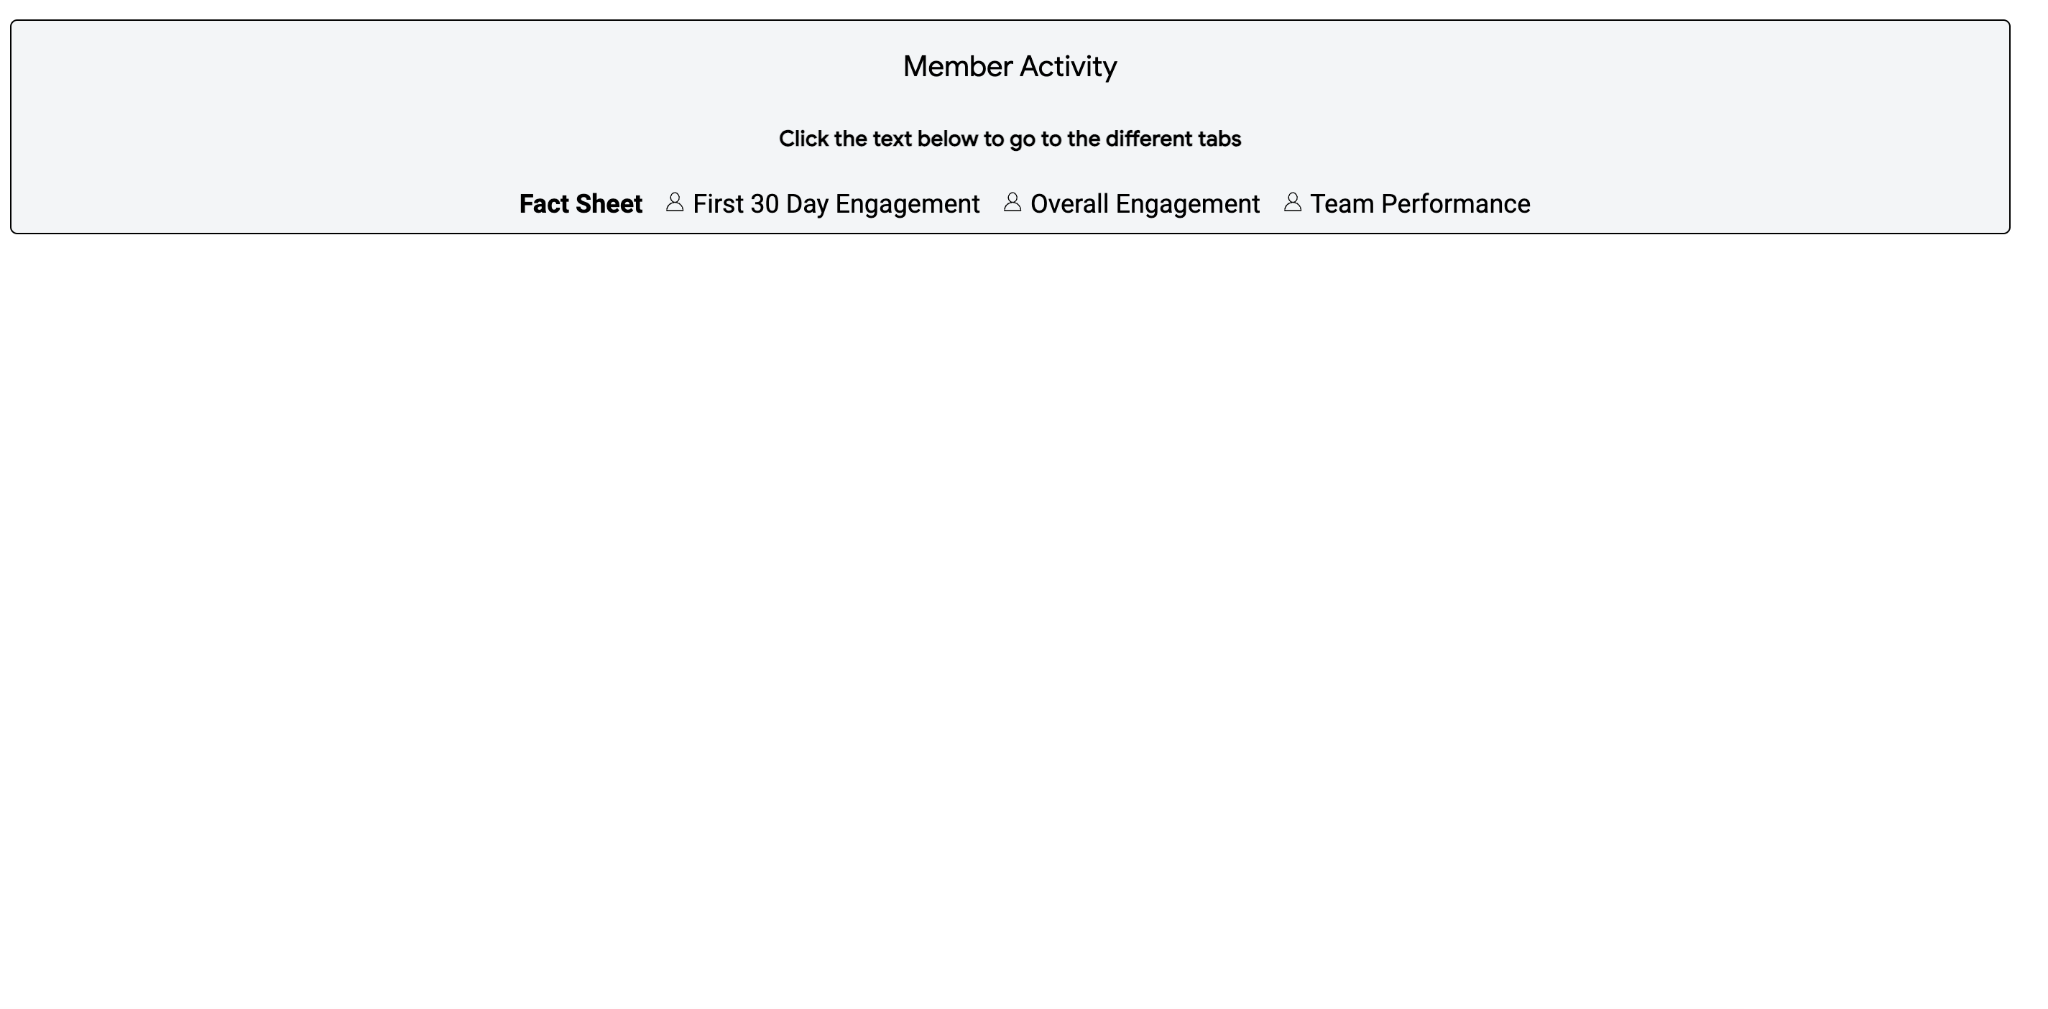 Member Activity
Click the text below to go to the different tabs
Fact Sheet First 30 Day Engagement Overall Engagement Team Performance